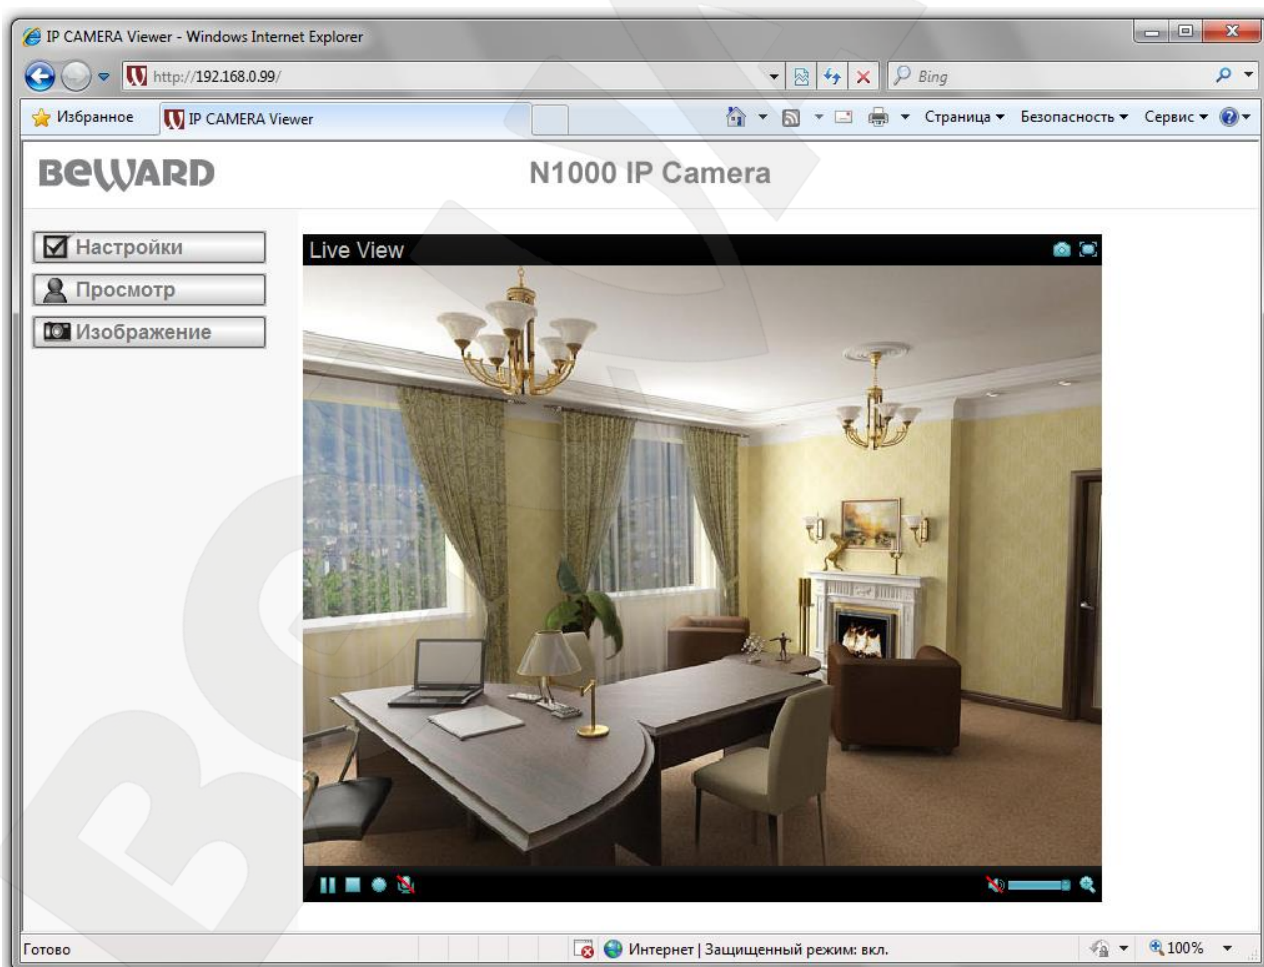 IP CAMERA Viewer - Windows Internet Explorer
http://192.168.0.99/
Bing
Избранное
IP CAMERA Viewer
Страница
Безопасность
Сервис
BEWARD
N1000 IP Camera
Настройки
Просмотр
Изображение
Live View
Готово
Интернет | Защищенный режим: вкл.
100%